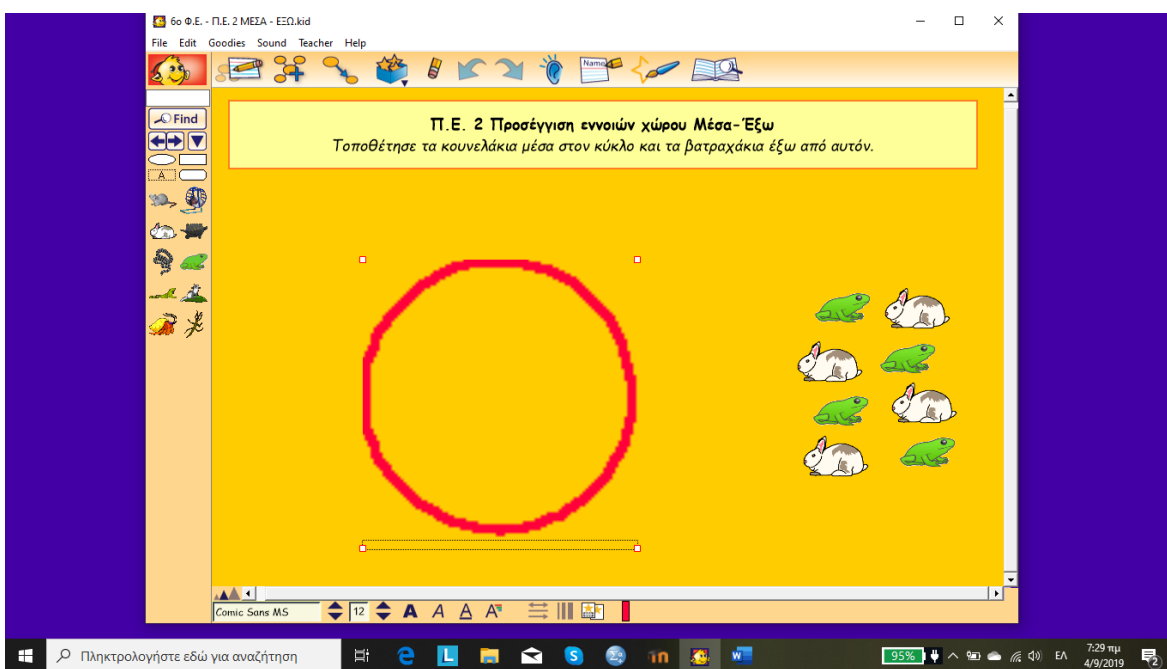 6ο Φ.Ε. - Π.Ε. 2 ΜΕΣΑ - ΕΞΩ.kid
File Edit Goodies Sound Teacher Help
Name
Find
Π.Ε. 2 Προσέγγιση εννοιών χώρου Μέσα-Έξω
Τοποθέτησε τα κουνελάκια μέσα στον κύκλο και τα βατραχάκια έξω από αυτόν.
A
Comic Sans MS 12 A A A A
Πληκτρολογήστε εδώ για αναζήτηση
95% ΕΛ 7:29 πμ
4/9/2019